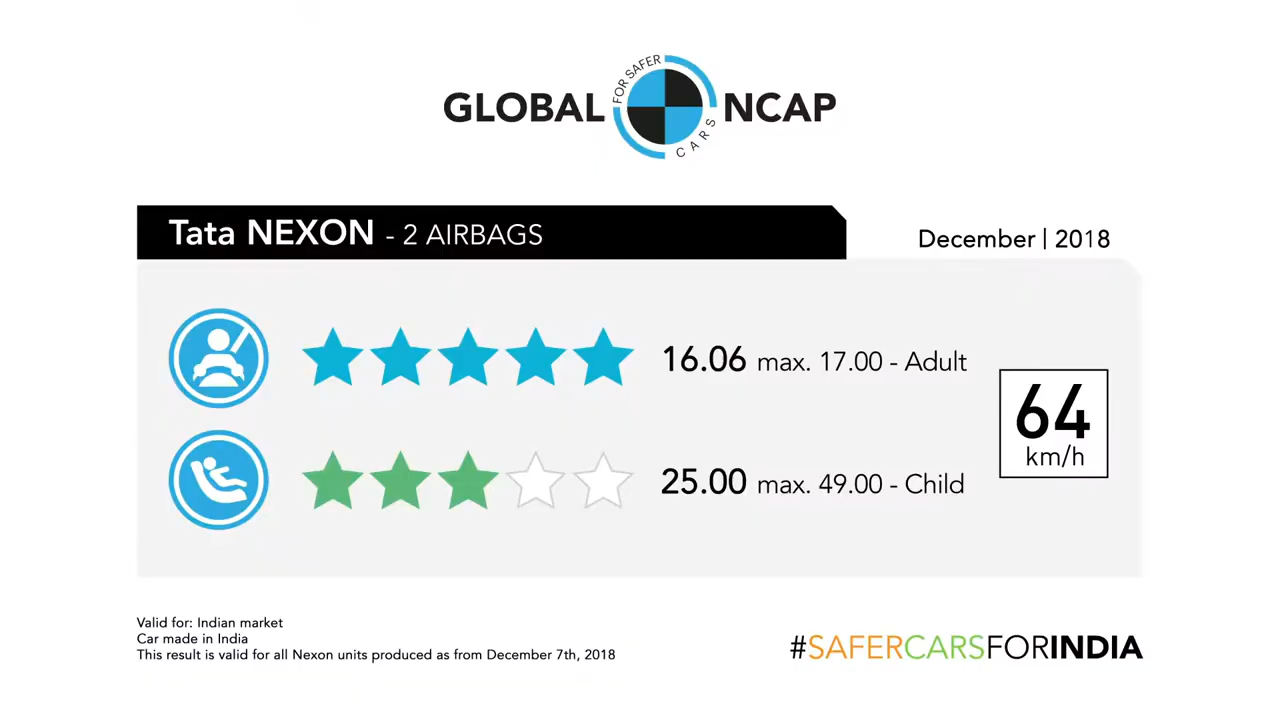 GLOBAL FOR SAFER CARS NCAP
Tata NEXON - 2 AIRBAGS
December | 2018
16.06 max. 17.00 - Adult
64
km/h
25.00 max. 49.00 - Child
Valid for: Indian market
Car made in India
This result is valid for all Nexon units produced as from December 7th, 2018
#SAFERCARSFORINDIA